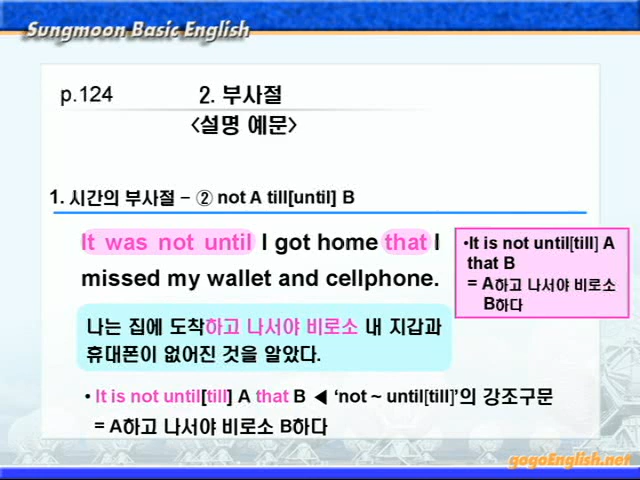 Sungmoon Basic English
p.124
2. 부사절
<설명 예문>
1. 시간의 부사절 – ② not A till[until] B
It was not until I got home that I
missed my wallet and cellphone.
•It is not until[till] A
that B
= A하고 나서야 비로소
B하다
나는 집에 도착하고 나서야 비로소 내 지갑과
휴대폰이 없어진 것을 알았다.
• It is not until[till] A that B ◀ ‘not ~ until[till]’의 강조구문
= A하고 나서야 비로소 B하다
gogoEnglish.net